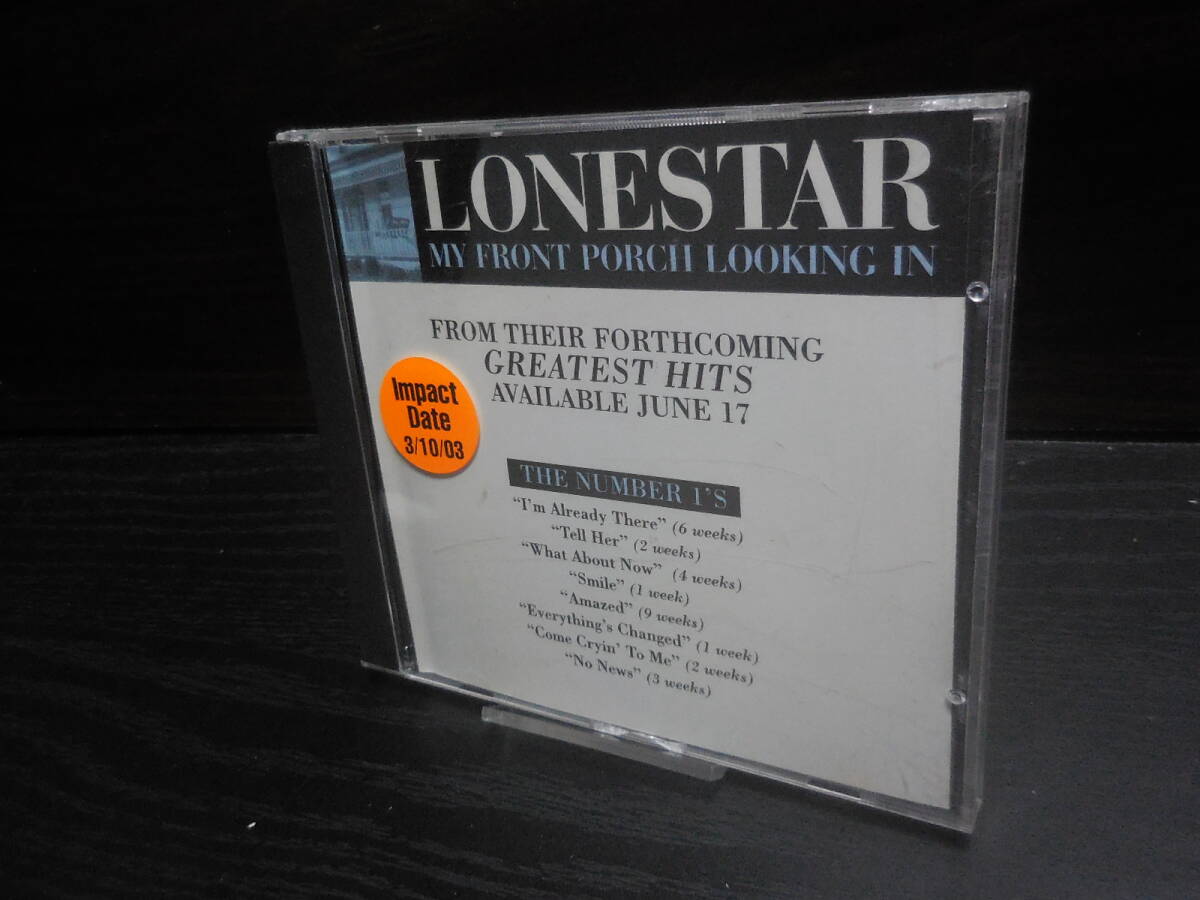 LONESTAR
MY FRONT PORCH LOOKING IN
FROM THEIR FORTHCOMING
GREATEST HITS
AVAILABLE JUNE 17
Impact
Date
3/10/03
THE NUMBER 1'S
“I'm Already There” (6 weeks)
“Tell Her” (2 weeks)
“What About Now” (4 weeks)
“Smile” (1 week)
“Amazed” (9 weeks)
“Everything's Changed” (1 week)
“Come Cryin' To Me” (2 weeks)
“No News” (3 weeks)